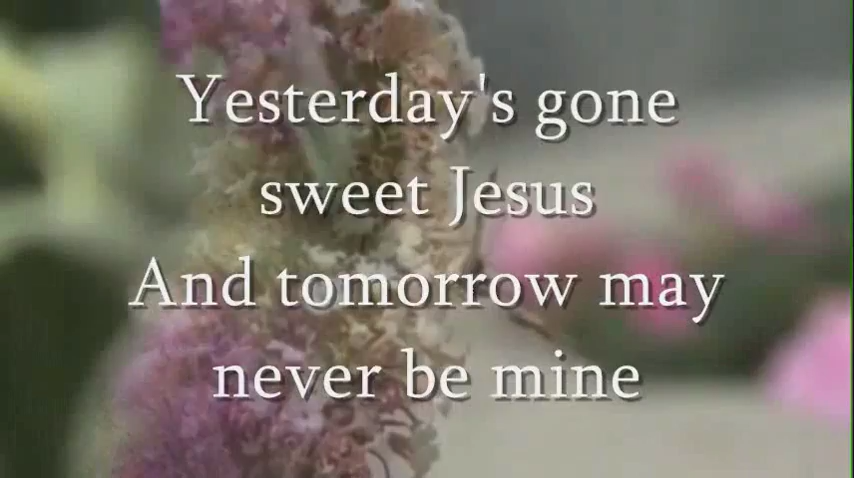 Yesterday's gone
sweet Jesus
And tomorrow may
never be mine